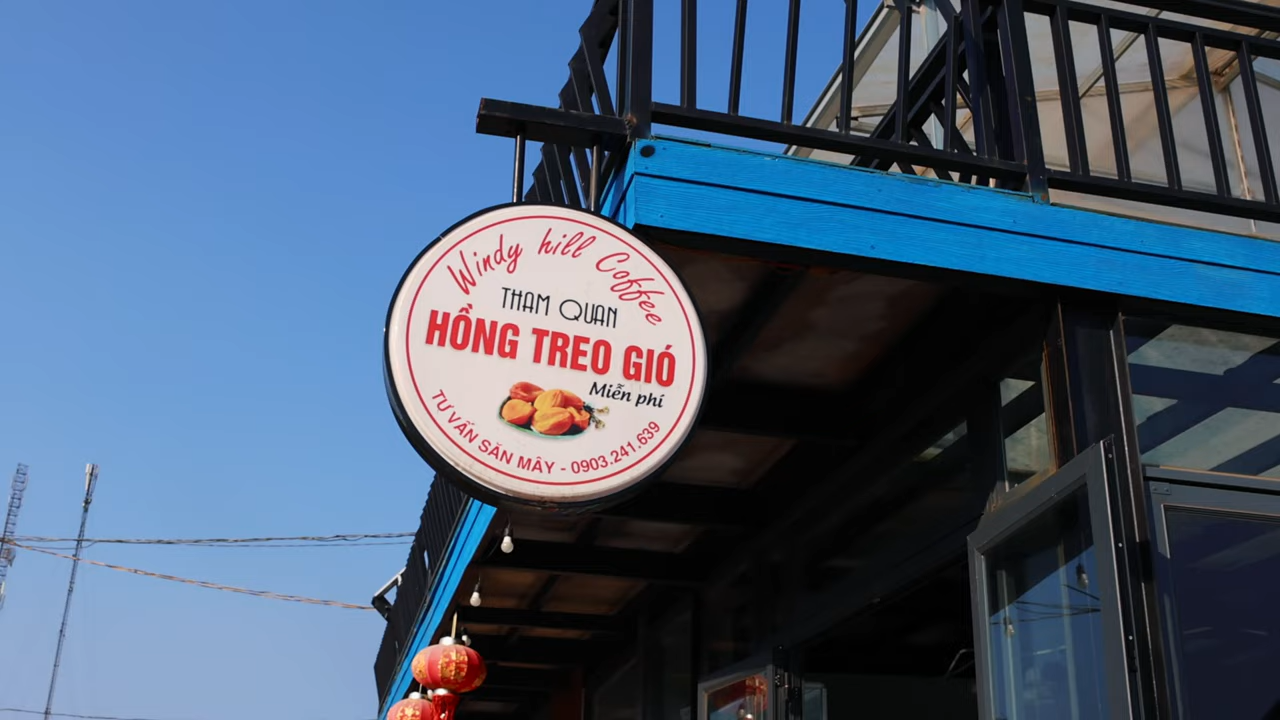 Windy hill Coffee
THAM QUAN
HỒNG TREO GIÓ
Miễn phí
TƯ VẤN SĂN MÂY - 0903.241.639